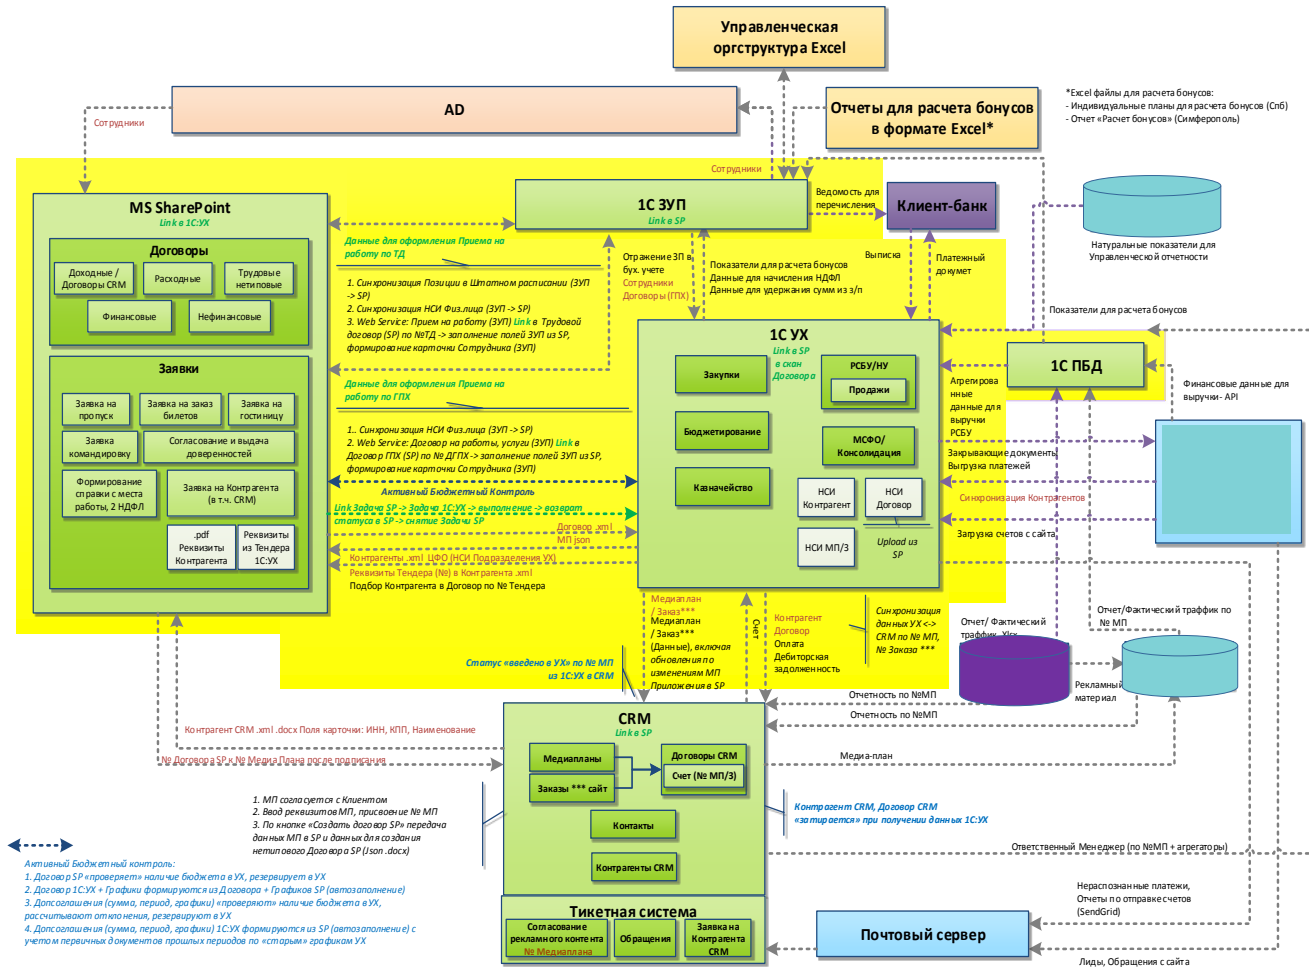 Управленческая
оргструктура Excel
AD
Отчеты для расчета бонусов
в формате Excel*
*Excel файлы для расчета бонусов:
- Индивидуальные планы для расчета бонусов (Спб)
- Отчет «Расчет бонусов» (Симферополь)
Сотрудники
Сотрудники
MS SharePoint
Link в 1С:УХ
1С ЗУП
Link в SP
Ведомость для
перечисления
Клиент-банк
Натуральные показатели для
Управленческой отчетности
Договоры
Доходные /
Договоры CRM
Расходные
Трудовые
нетиповые
Финансовые
Нефинансовые
Данные для оформления Приема на
работу по ТД
1. Синхронизация Позиции в Штатном расписании (ЗУП
-> SP)
2. Синхронизация НСИ Физ.лица (ЗУП -> SP)
3. Web Service: Прием на работу (ЗУП) Link в Трудовой
договор (SP) по №ТД -> заполнение полей ЗУП из SP,
формирование карточки Сотрудника (ЗУП)
Отражение ЗП в
бух. учете
Сотрудники
Договоры (ГПХ)
Показатели для расчета бонусов
Данные для начисления НДФЛ
Данные для удержания сумм из з/п
Выписка
Платежный
докумет
Показатели для расчета бонусов
Заявки
Заявка на
пропуск
Заявка на заказ
билетов
Заявка на
гостиницу
Заявка
командировку
Согласование и выдача
доверенностей
Формирование
справки с места
работы, 2 НДФЛ
Заявка на Контрагента
(в т.ч. CRM)
.pdf
Реквизиты
Контрагента
Реквизиты
из Тендера
1С:УХ
Данные для оформления Приема на
работу по ГПХ
1.. Синхронизация НСИ Физ.лица (ЗУП -> SP)
2. Web Service: Договор на работы, услуги (ЗУП) Link в
Договор ГПХ (SP) по № ДГПХ -> заполнение полей ЗУП из SP,
формирование карточки Сотрудника (ЗУП)
Активный Бюджетный Контроль
Link Задача SP -> Задача 1С:УХ -> выполнение -> возврат
статуса в SP -> снятие Задачи SP
Договор .xml
МП json
Контрагенты .xml ЦФО (НСИ Подразделения УХ)
Реквизиты Тендера (№) в Контрагента .xml
Подбор Контрагента в Договор по № Тендера
1С УХ
Link в SP
в скан
Договора
Закупки
РСБУ/НУ
Продажи
Бюджетирование
МСФО/
Консолидация
Казначейство
НСИ
Контрагент
НСИ
Договор
НСИ МП/З
Upload из
SP
1С ПБД
Агрегирова
нные
данные для
выручки
РСБУ
Финансовые данные для
выручки- API
Закрывающие документы
Выгрузка платежей
Синхронизация Контрагентов
Загрузка счетов с сайта
Медиаплан
/ Заказ***
Медиаплан
/ Заказ***
(Данные), включая
обновления по
изменениям МП
Приложения в SP
Счет
Контрагент
Договор
Оплата
Дебиторская
задолженность
Синхронизация
данных УХ <->
CRM по № МП,
№ Заказа ***
Отчет/ Фактический
траффик .Xlsx
Отчет/Фактический траффик по
№ МП
Рекламный
материал
Статус «введено в УХ» по № МП
из 1С:УХ в CRM
Отчетность по №МП
Отчетность по №МП
Контрагент CRM .xml .docx Поля карточки: ИНН, КПП, Наименование
№ Договора SP к № Медиа Плана после подписания
Медиа-план
CRM
Link в SP
Медиапланы
Заказы *** сайт
Договоры CRM
Счет (№ МП/З)
Контакты
Контрагенты CRM
1. МП согласуется с Клиентом
2. Ввод реквизитов МП, присвоение № МП
3. По кнопке «Создать договор SP» передача
данных МП в SP и данных для создания
нетипового Договора SP (Json .docx)
Контрагент CRM, Договор CRM
«затирается» при получении данных 1С:УХ
Ответственный Менеджер (по №МП + агрегаторы)
Активный Бюджетный контроль:
1. Договор SP «проверяет» наличие бюджета в УХ, резервирует в УХ
2. Договор 1С:УХ + Графики формируются из Договора + Графиков SP (автозаполнение)
3. Допсоглашения (сумма, период, графики) «проверяют» наличие бюджета в УХ,
рассчитывают отклонения, резервируют в УХ
4. Допсоглашения (сумма, период, графики) 1С:УХ формируются из SP (автозаполнение) с
учетом первичных документов прошлых периодов по «старым» графикам УХ
Тикетная система
Согласование
рекламного контента
№ Медиаплана
Обращения
Заявка на
Контрагента
CRM
Почтовый сервер
Нераспознанные платежи,
Отчеты по отправке счетов
(SendGrid)
Лиды, Обращения с сайта